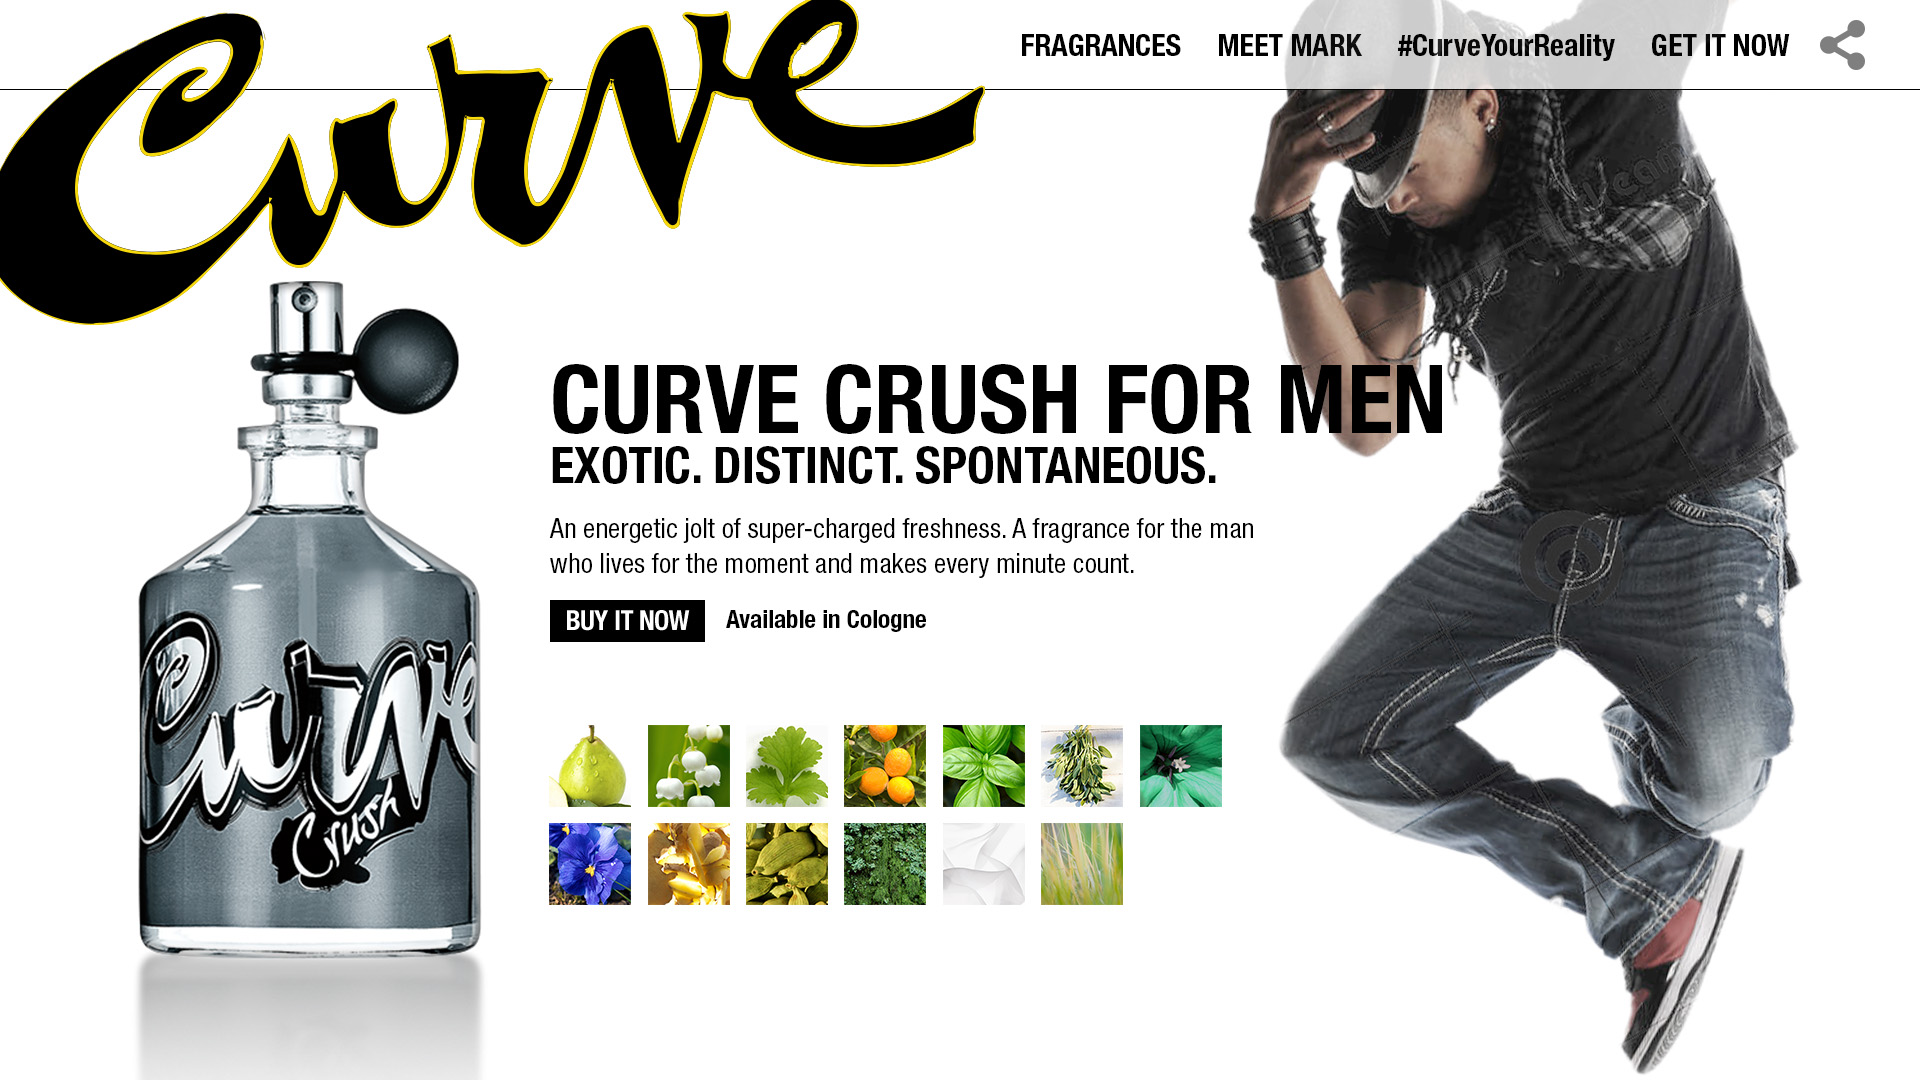 Curve
FRAGRANCES
MEET MARK
#CurveYourReality
GET IT NOW
CURVE CRUSH FOR MEN
EXOTIC. DISTINCT. SPONTANEOUS.
An energetic jolt of super-charged freshness. A fragrance for the man
who lives for the moment and makes every minute count.
BUY IT NOW
Available in Cologne
Curve
Crush